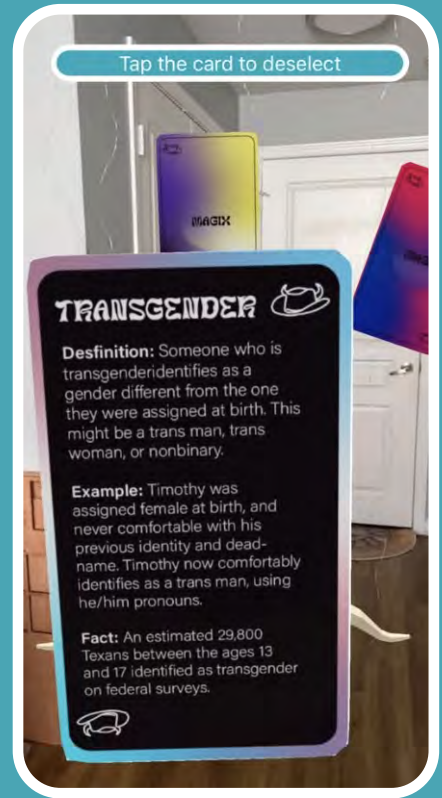 Tap the card to deselect
MAGIX
TRANSGENDER
Desfinition: Someone who is
transgenderidentifies as a
gender different from the one
they were assigned at birth. This
might be a trans man, trans
woman, or nonbinary.
Example: Timothy was
assigned female at birth, and
never comfortable with his
previous identity and dead-
name. Timothy now comfortably
identifies as a trans man, using
he/him pronouns.
Fact: An estimated 29,800
Texans between the ages 13
and 17 identified as transgender
on federal surveys.